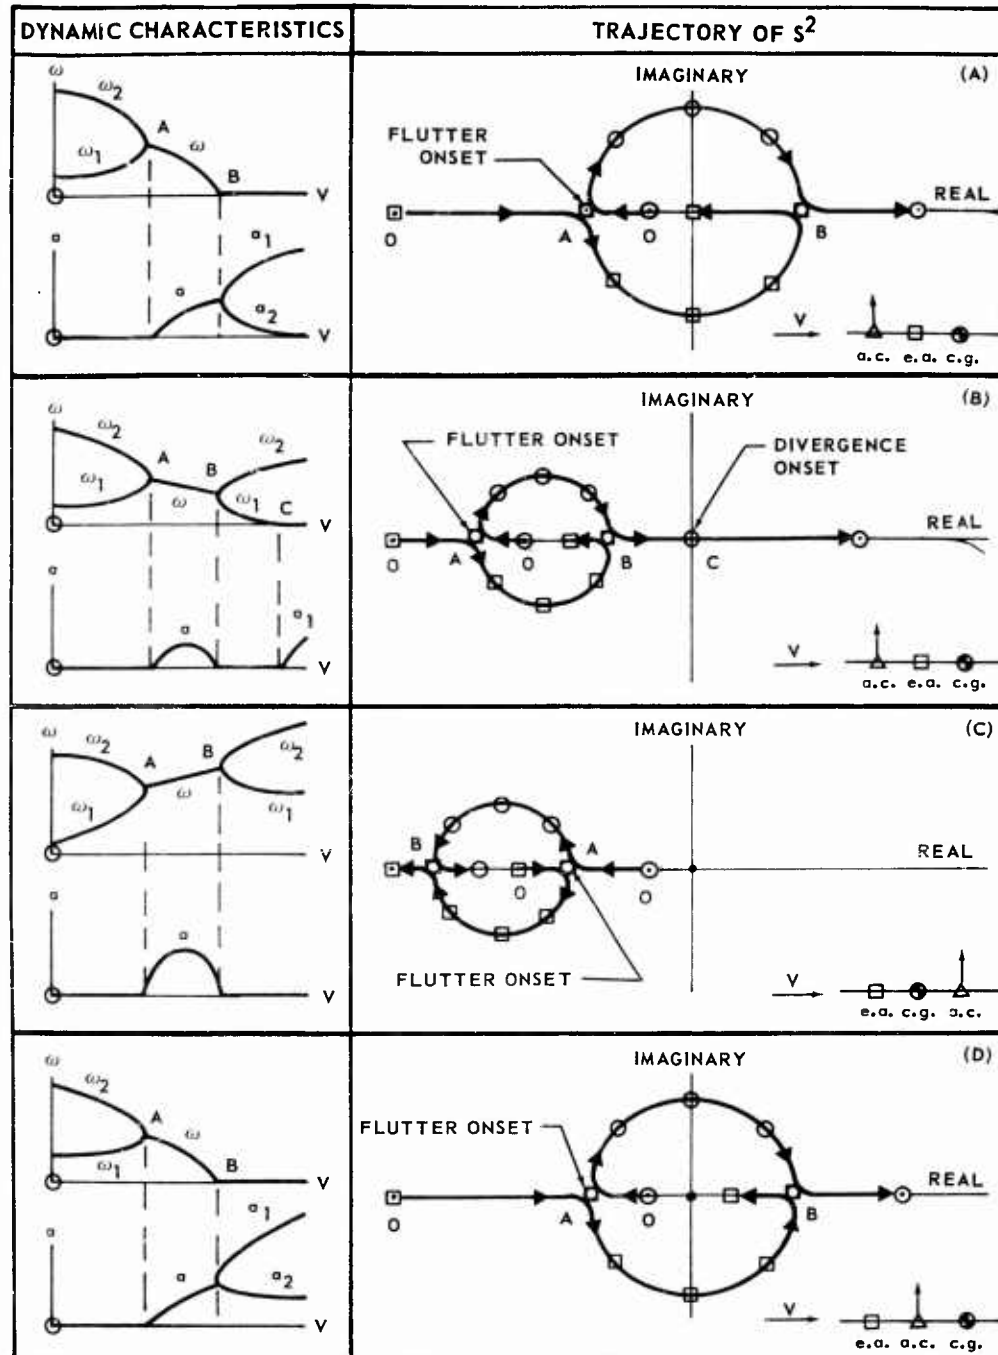 DYNAMIC CHARACTERISTICS
TRAJECTORY OF S²
ω
ω₂
A
ω
ω₁
B
V
a
a₁
a
a₂
V
IMAGINARY
(A)
FLUTTER
ONSET
REAL
O
A
O
B
V
a.c. e.a. c.g.
ω
ω₂
A
B
ω₂
ω₁
ω
ω₁
C
V
a
a
a₁
V
IMAGINARY
(B)
FLUTTER ONSET
DIVERGENCE
ONSET
REAL
O
A
O
B
C
V
a.c. e.a. c.g.
ω
ω₂
A
B
ω₂
ω
ω₁
ω₁
V
a
a
V
IMAGINARY
(C)
B
A
REAL
O
O
FLUTTER ONSET
V
e.a. c.g. a.c.
ω
ω₂
A
ω
ω₁
B
V
a
a₁
a
a₂
V
IMAGINARY
(D)
FLUTTER ONSET
REAL
O
A
O
B
V
e.a. a.c. c.g.